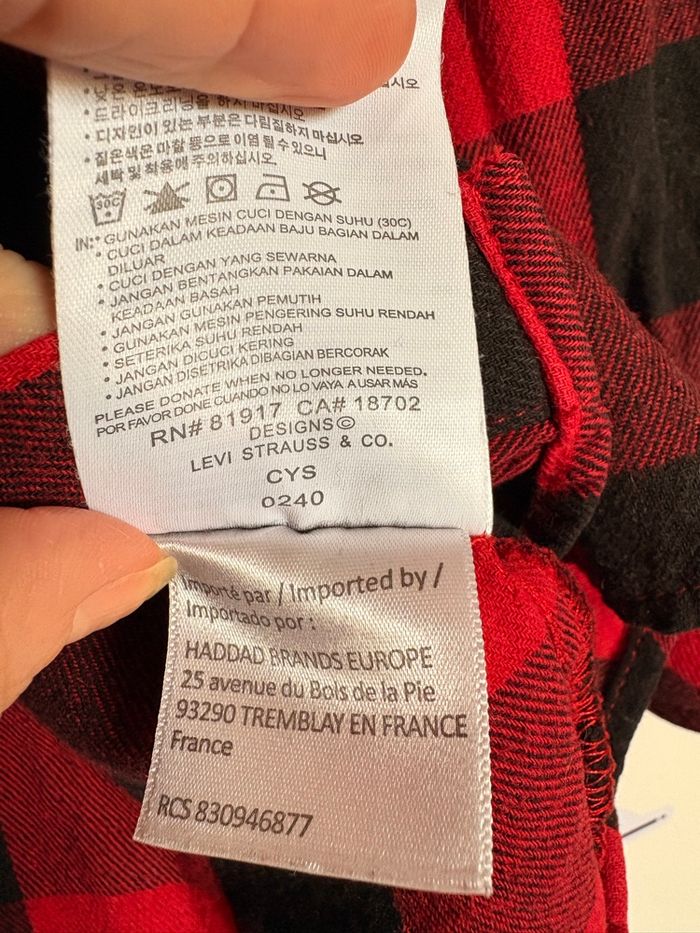 십시오
• 드라이크리닝을 하지 마십시오
• 디자인이 있는 부분은 다림질하지 마십시오
• 짙은색은 마찰 등으로 이염 될 수 있으니
세탁 및 착용에 주의하십시오.
30C
IN:• GUNAKAN MESIN CUCI DENGAN SUHU (30C)
• CUCI DALAM KEADAAN BAJU BAGIAN DALAM
DILUAR
• CUCI DENGAN YANG SEWARNA
• JANGAN BENTANGKAN PAKAIAN DALAM
KEADAAN BASAH
• JANGAN GUNAKAN PEMUTIH
• GUNAKAN MESIN PENGERING SUHU RENDAH
• SETERIKA SUHU RENDAH
• JANGAN DICUCI KERING
• JANGAN DISETRIKA DIBAGIAN BERCORAK
PLEASE DONATE WHEN NO LONGER NEEDED.
POR FAVOR DONE CUANDO NO LO VAYA A USAR MÁS
RN# 81917 CA# 18702
DESIGNS©
LEVI STRAUSS & CO.
CYS
0240
Importé par / Imported by /
Importado por :
HADDAD BRANDS EUROPE
25 avenue du Bois de la Pie
93290 TREMBLAY EN FRANCE
France
RCS 830946877